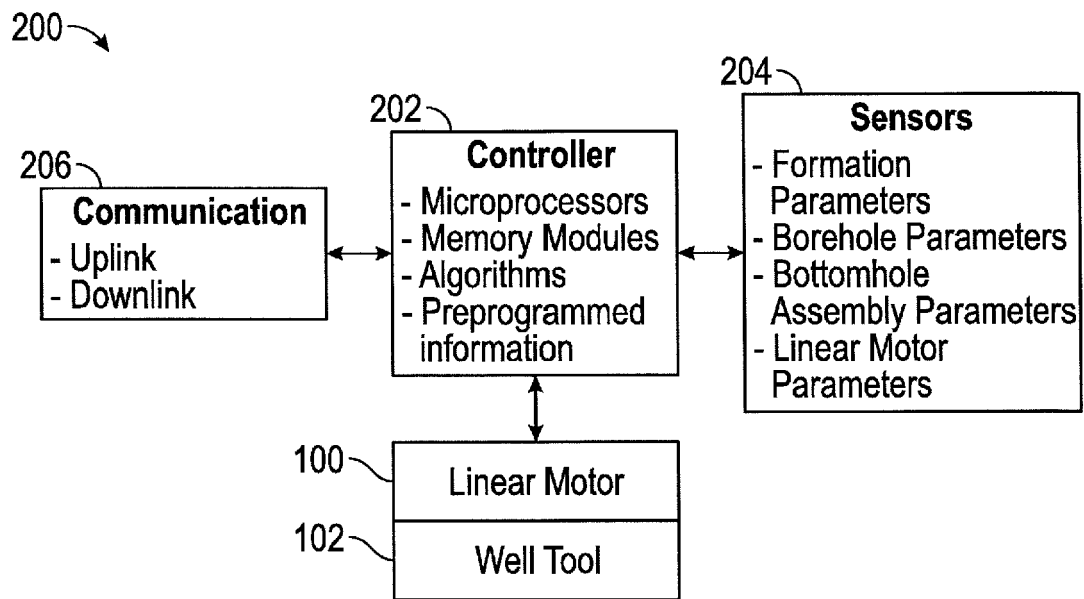 200
206
Communication
- Uplink
- Downlink
202
Controller
- Microprocessors
- Memory Modules
- Algorithms
- Preprogrammed
information
204
Sensors
- Formation
Parameters
- Borehole Parameters
- Bottomhole
Assembly Parameters
- Linear Motor
Parameters
100
Linear Motor
102
Well Tool